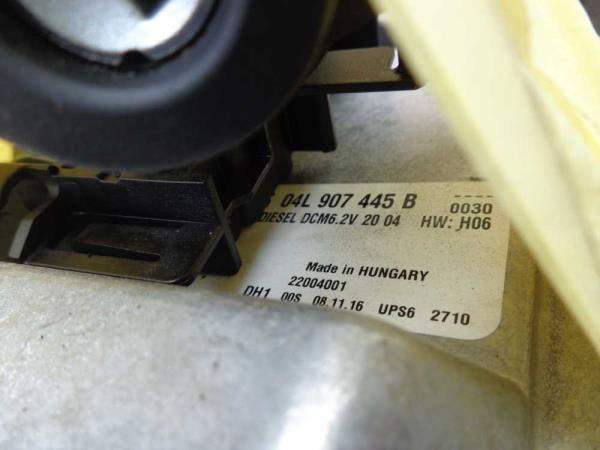 04L 907 445 B
0030
DIESEL DCM6.2V 20 04 HW: H06
Made in HUNGARY
22004001
DH1 00S 08.11.16 UPS6 2710